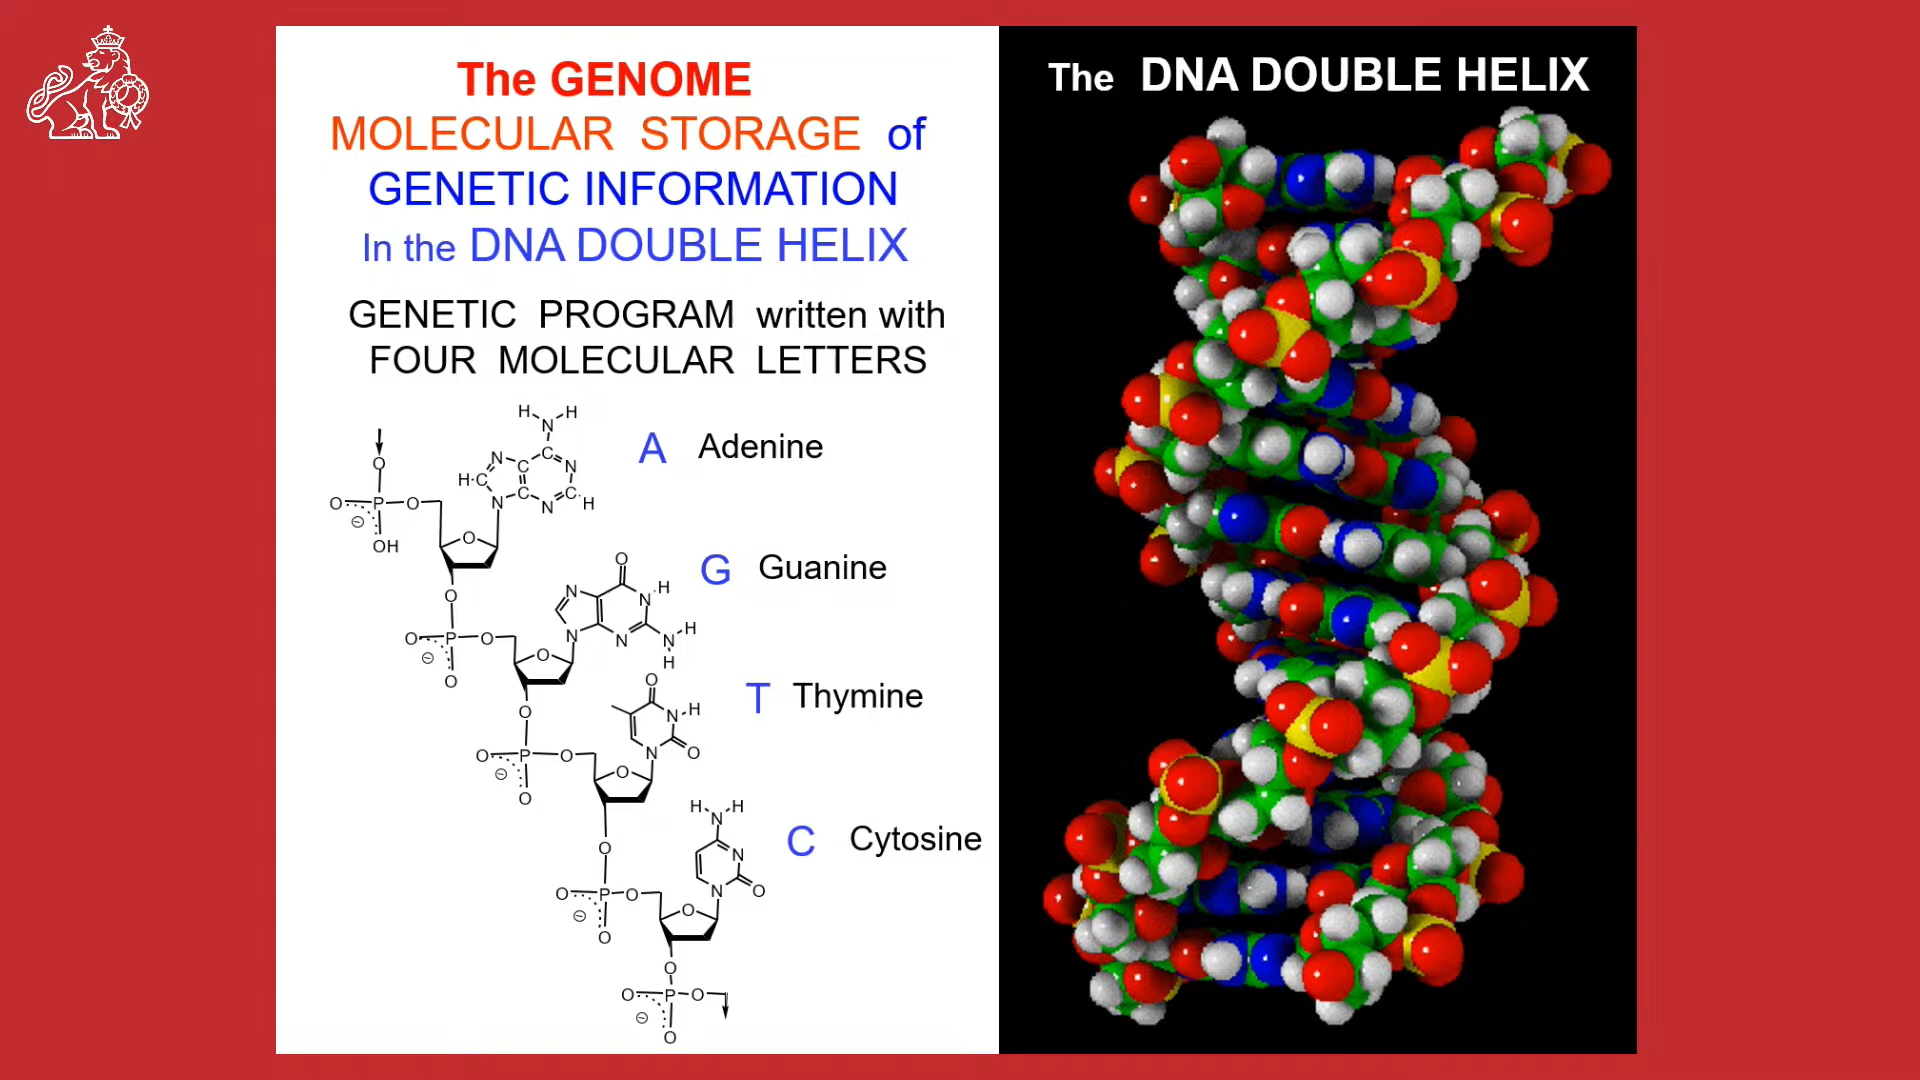 The GENOME
MOLECULAR STORAGE of
GENETIC INFORMATION
In the DNA DOUBLE HELIX
GENETIC PROGRAM written with
FOUR MOLECULAR LETTERS
A Adenine
G Guanine
T Thymine
C Cytosine
The DNA DOUBLE HELIX